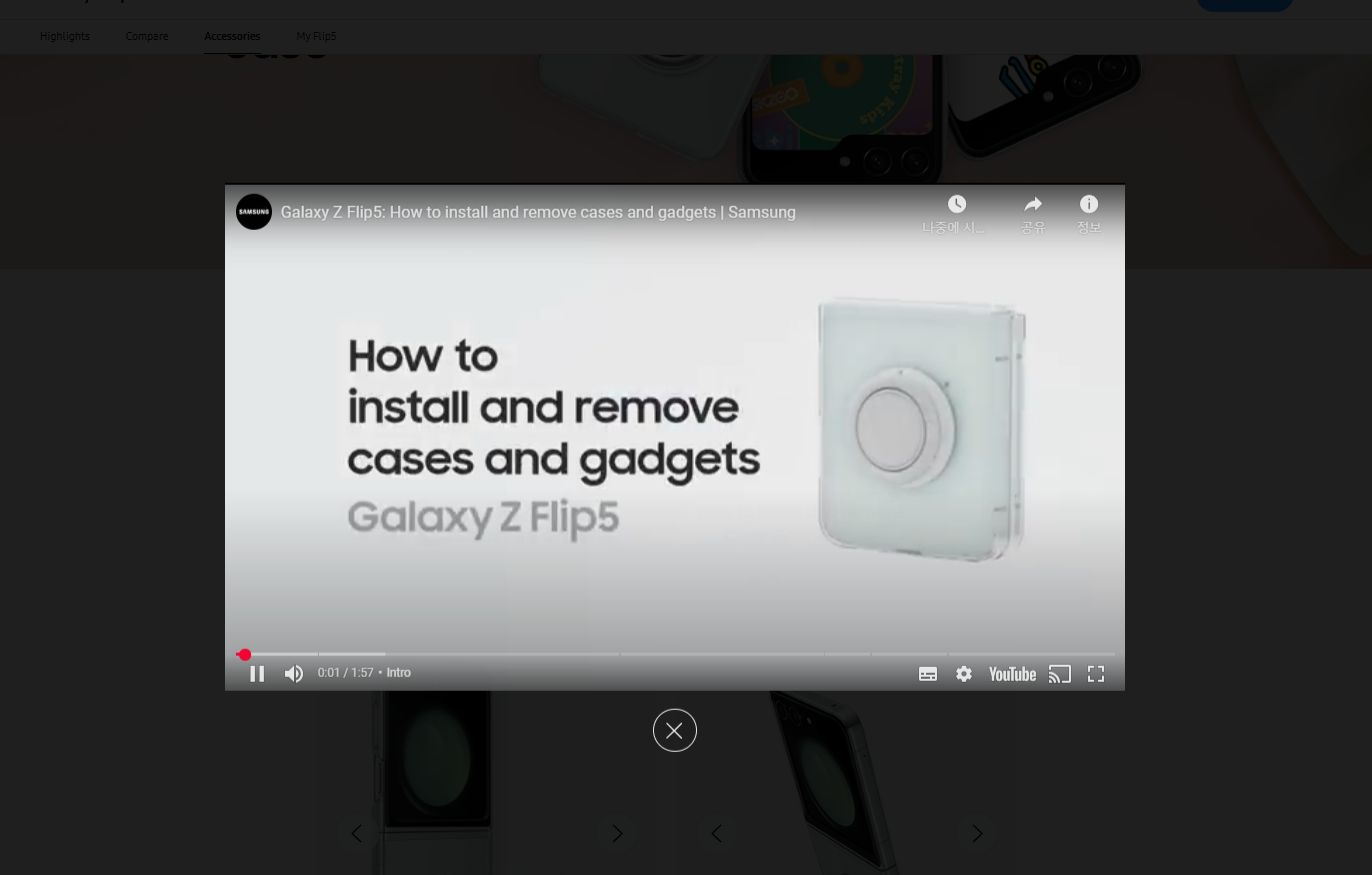 Highlights
Compare
Accessories
My Flip5
SAMSUNG
Galaxy Z Flip5: How to install and remove cases and gadgets | Samsung
나중에 시...
공유
정보
How to
install and remove
cases and gadgets
Galaxy Z Flip5
0:01 / 1:57 • Intro
YouTube